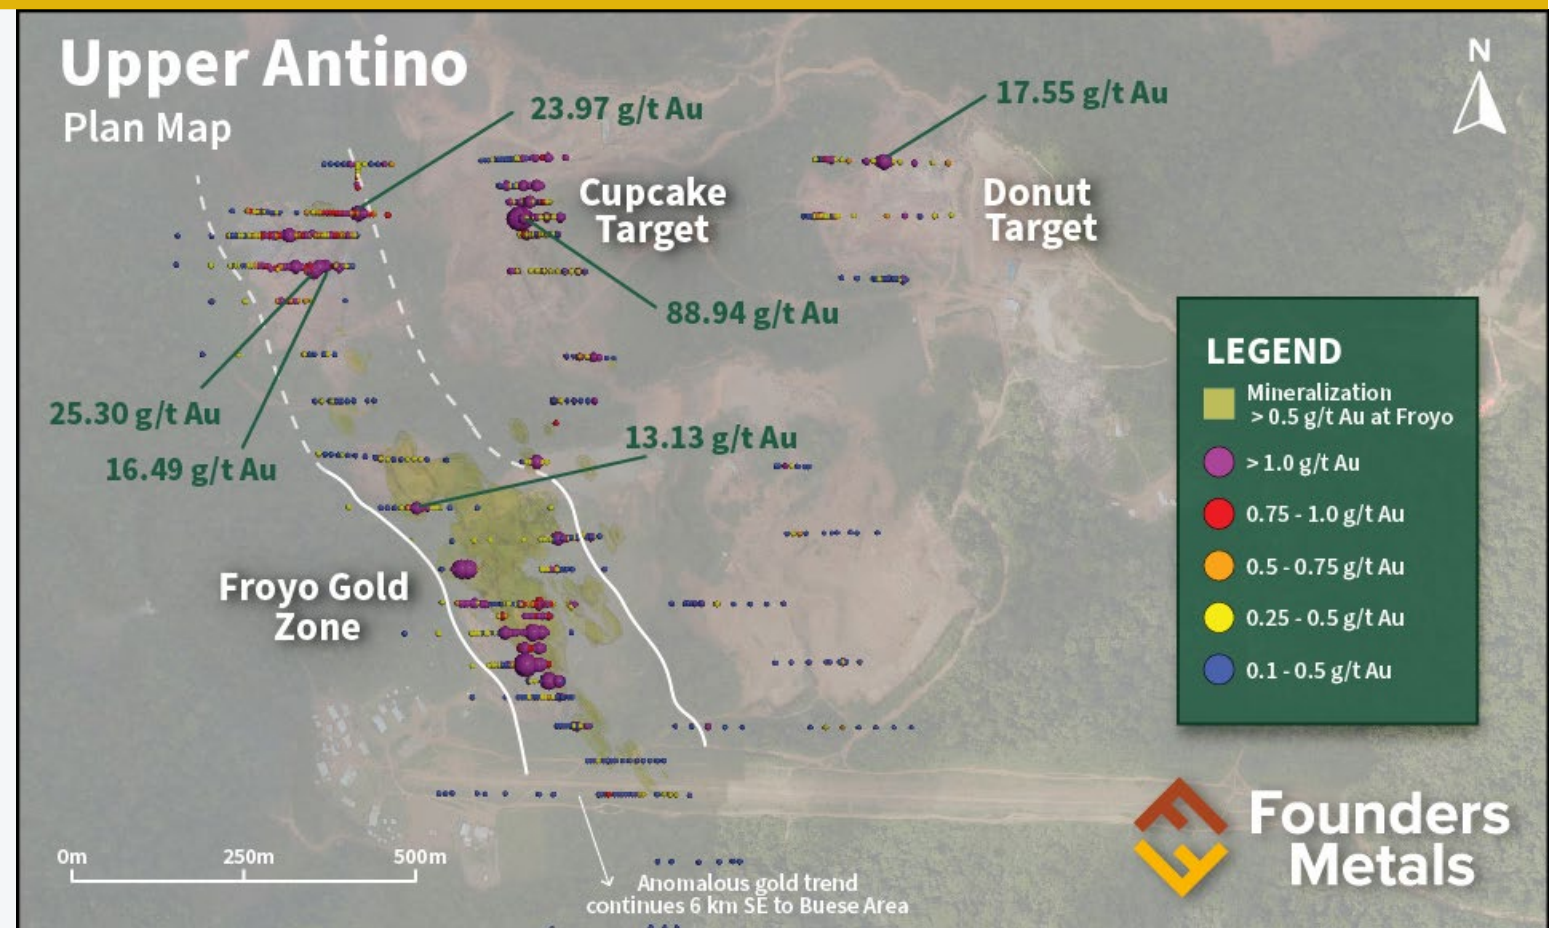 Upper Antino
Plan Map
N
23.97 g/t Au
17.55 g/t Au
Cupcake
Target
Donut
Target
88.94 g/t Au
25.30 g/t Au
16.49 g/t Au
13.13 g/t Au
Froyo Gold
Zone
LEGEND
Mineralization
> 0.5 g/t Au at Froyo
> 1.0 g/t Au
0.75 - 1.0 g/t Au
0.5 - 0.75 g/t Au
0.25 - 0.5 g/t Au
0.1 - 0.5 g/t Au
0m 250m 500m
Anomalous gold trend
continues 6 km SE to Buese Area
Founders
Metals